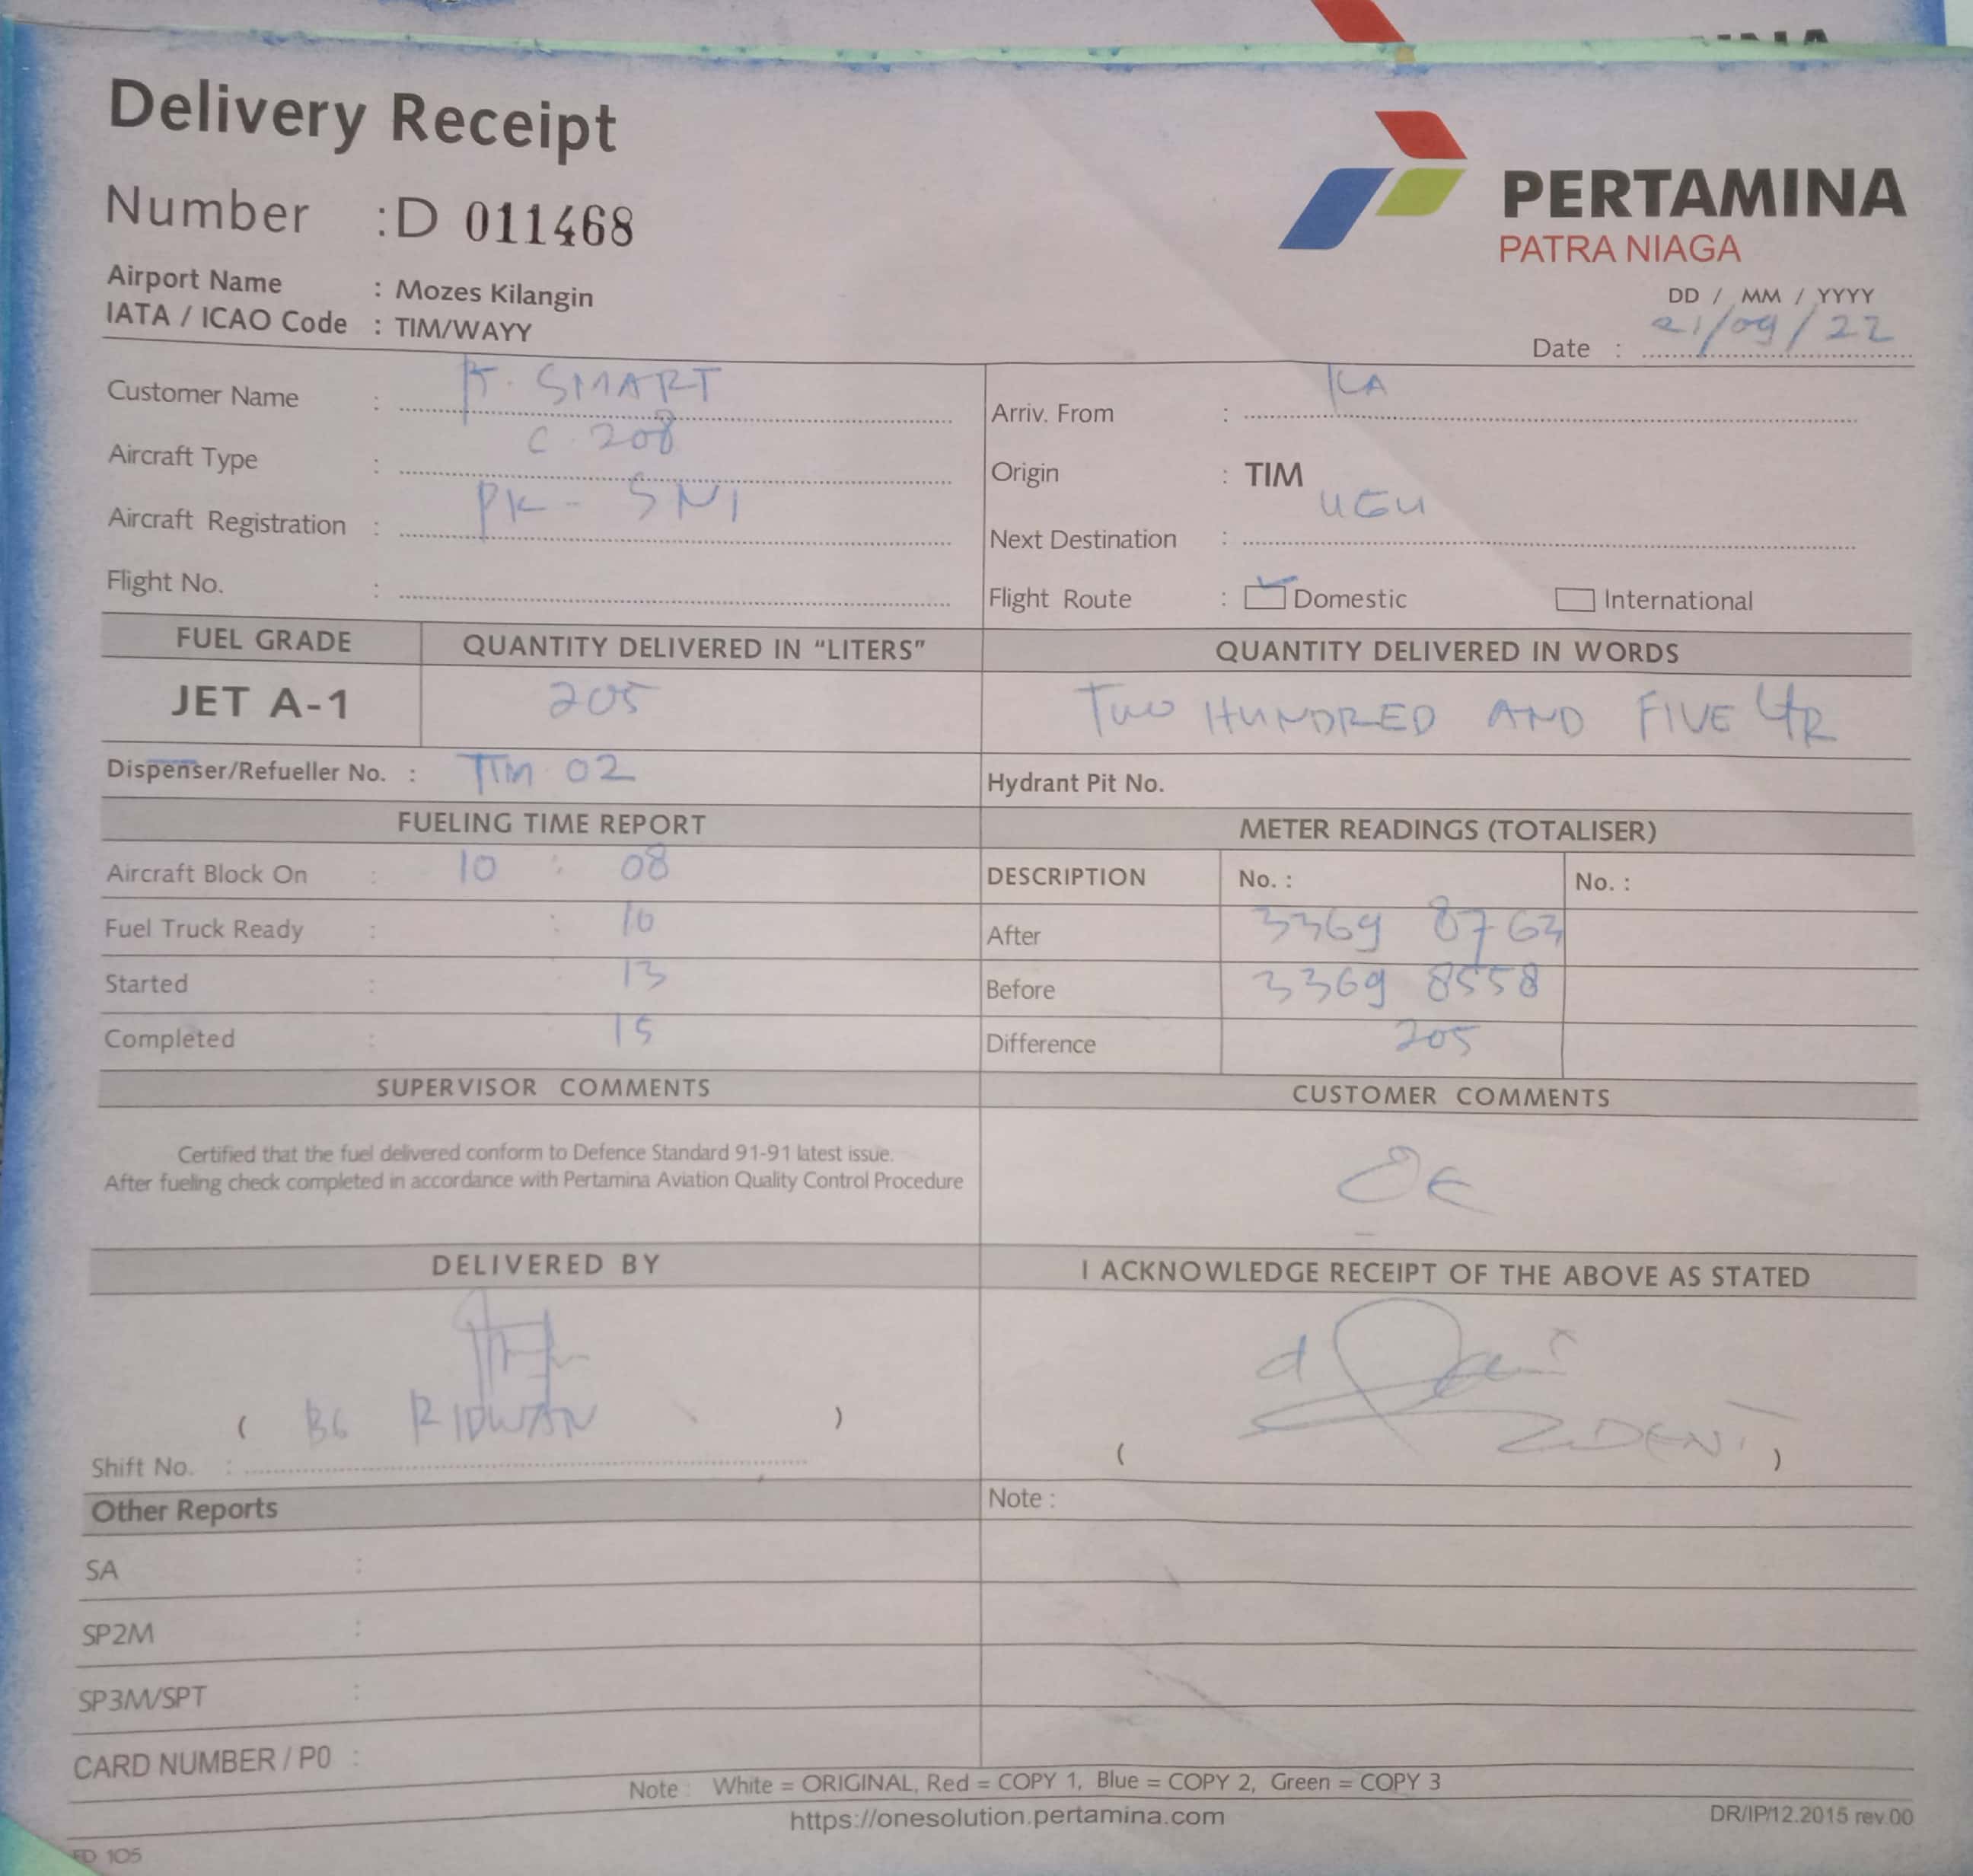 Delivery Receipt
PERTAMINA
PATRA NIAGA
Number : D 011468
Airport Name : Mozes Kilangin
IATA / ICAO Code : TIM/WAYY
DD / MM / YYYY
Date : 21/09/22
Customer Name : . SMART
Aircraft Type : C 208
Aircraft Registration : PK - SNI
Flight No. :
Arriv. From :
Origin : TIM
Next Destination : UGU
Flight Route : Domestic International
FUEL GRADE QUANTITY DELIVERED IN “LITERS” QUANTITY DELIVERED IN WORDS
JET A-1 205 TWO HUNDRED AND FIVE LTR
Dispenser/Refueller No. : TIM 02 Hydrant Pit No.
FUELING TIME REPORT METER READINGS (TOTALISER)
Aircraft Block On : 10 : 08 DESCRIPTION No. : No. :
Fuel Truck Ready : : 10 After 3369 8763
Started : 13 Before 3369 8558
Completed : 15 Difference 205
SUPERVISOR COMMENTS CUSTOMER COMMENTS
Certified that the fuel delivered conform to Defence Standard 91-91 latest issue.
After fueling check completed in accordance with Pertamina Aviation Quality Control Procedure
DELIVERED BY I ACKNOWLEDGE RECEIPT OF THE ABOVE AS STATED
( RIDWAN ) ( DENI )
Shift No. :
Other Reports Note :
SA :
SP2M :
SP3M/SPT :
CARD NUMBER / P0 :
Note : White = ORIGINAL, Red = COPY 1, Blue = COPY 2, Green = COPY 3
https://onesolution.pertamina.com
DR/IP/12.2015 rev.00
FD 105